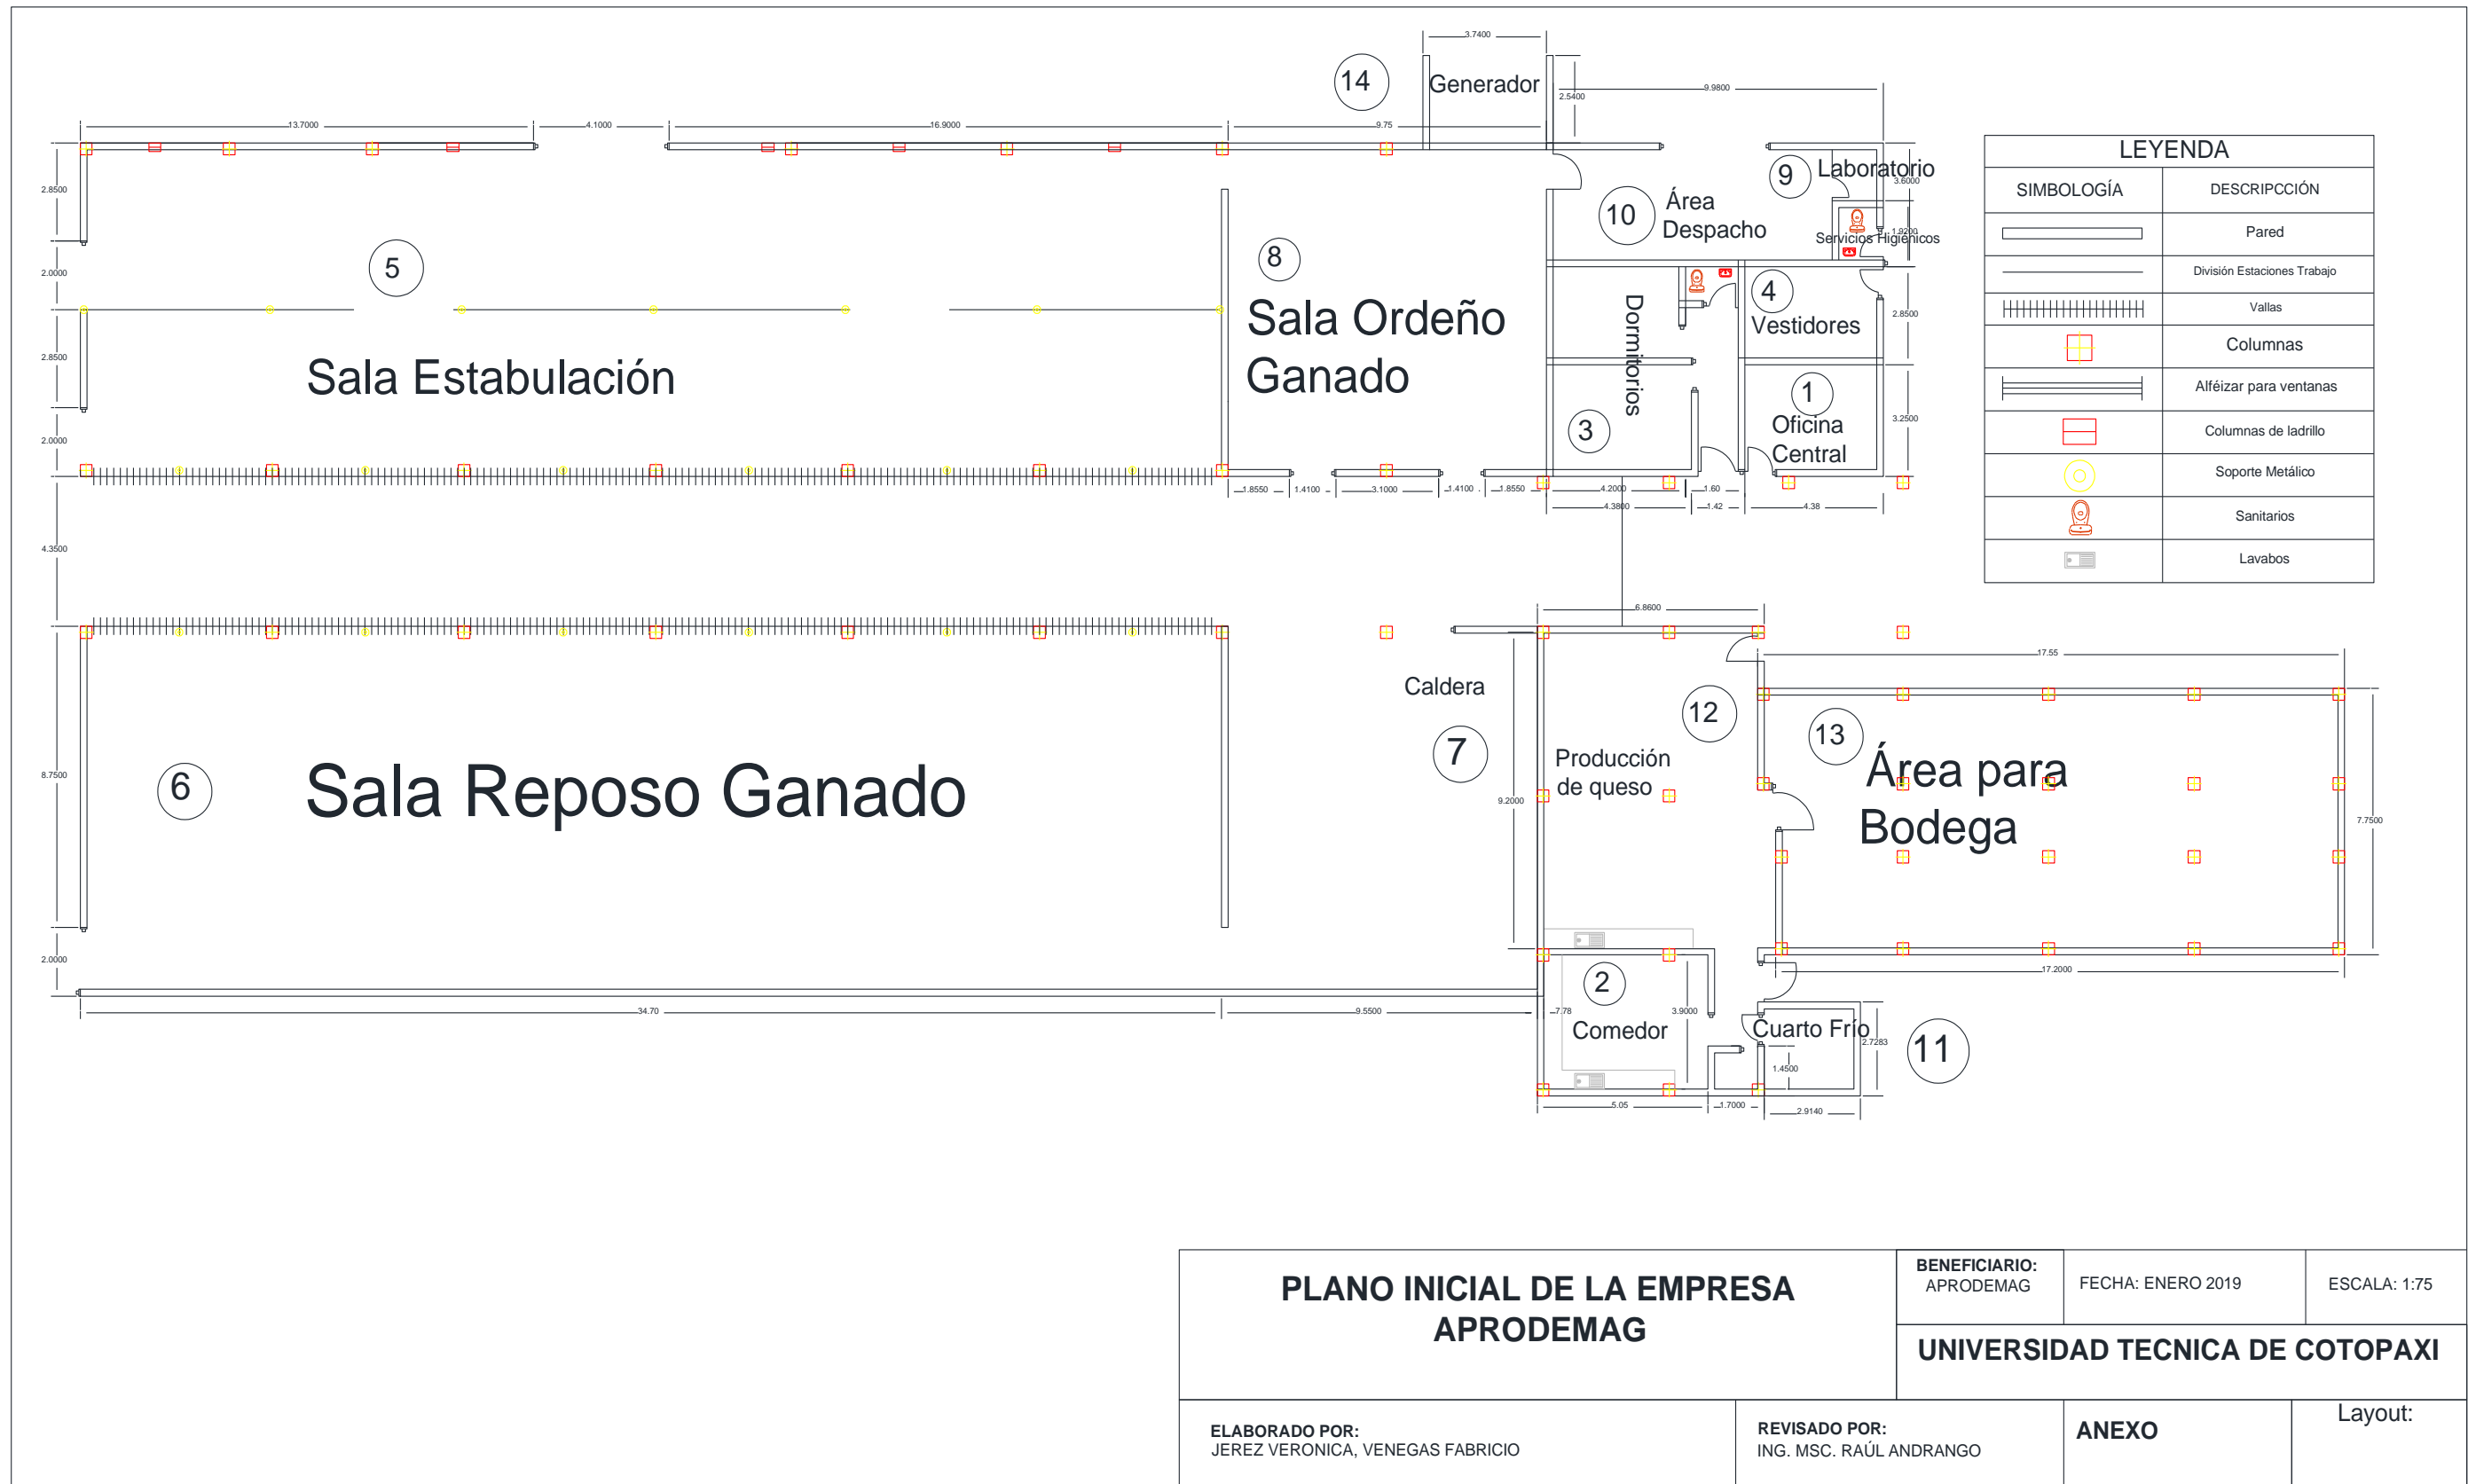 3.7400
14
Generador
2.5400
9.9800
13.7000
4.1000
16.9000
9.75
2.8500
2.0000
2.8500
2.0000
4.3500
8.7500
2.0000
5
Sala Estabulación
8
Sala Ordeño
Ganado
10
Área
Despacho
9
Laboratorio
3.6000
1.9200
Servicios Higiénicos
4
Vestidores
2.8500
Dormitorios
3
1
Oficina
Central
3.2500
1.8550
1.4100
3.1000
1.4100
1.8550
4.2000
1.60
4.3800
1.42
4.38
LEYENDA
SIMBOLOGÍA
DESCRIPCCIÓN
Pared
División Estaciones Trabajo
Vallas
Columnas
Alféizar para ventanas
Columnas de ladrillo
Soporte Metálico
Sanitarios
Lavabos
6
Sala Reposo Ganado
Caldera
7
6.8600
9.2000
12
Producción
de queso
17.55
13
Área para
Bodega
7.7500
17.2000
34.70
9.5500
7.78
2
Comedor
3.9000
Cuarto Frío
2.7283
11
1.4500
5.05
1.7000
2.9140
PLANO INICIAL DE LA EMPRESA
APRODEMAG
BENEFICIARIO:
APRODEMAG
FECHA: ENERO 2019
ESCALA: 1:75
UNIVERSIDAD TECNICA DE COTOPAXI
ELABORADO POR:
JEREZ VERONICA, VENEGAS FABRICIO
REVISADO POR:
ING. MSC. RAÚL ANDRANGO
ANEXO
Layout: